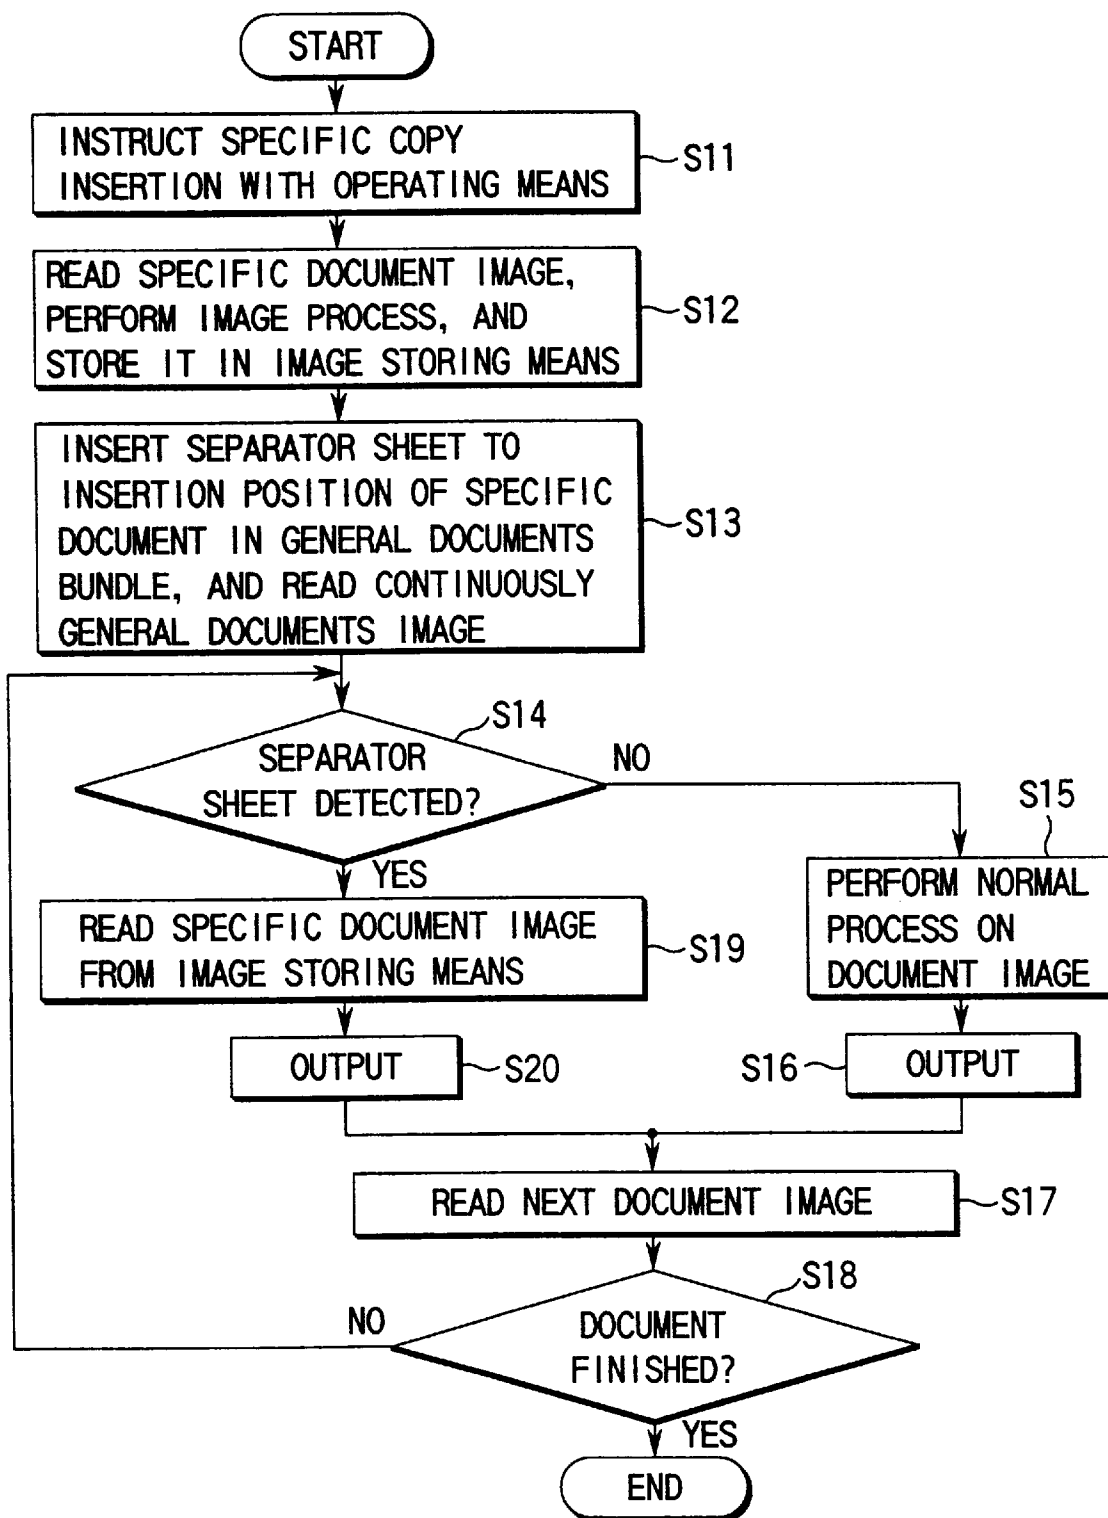 START
INSTRUCT SPECIFIC COPY
INSERTION WITH OPERATING MEANS
S11
READ SPECIFIC DOCUMENT IMAGE,
PERFORM IMAGE PROCESS, AND
STORE IT IN IMAGE STORING MEANS
S12
INSERT SEPARATOR SHEET TO
INSERTION POSITION OF SPECIFIC
DOCUMENT IN GENERAL DOCUMENTS
BUNDLE, AND READ CONTINUOUSLY
GENERAL DOCUMENTS IMAGE
S13
S14
SEPARATOR
SHEET DETECTED?
NO
YES
S15
PERFORM NORMAL
PROCESS ON
DOCUMENT IMAGE
READ SPECIFIC DOCUMENT IMAGE
FROM IMAGE STORING MEANS
S19
OUTPUT
S20
S16
OUTPUT
READ NEXT DOCUMENT IMAGE
S17
S18
DOCUMENT
FINISHED?
NO
YES
END